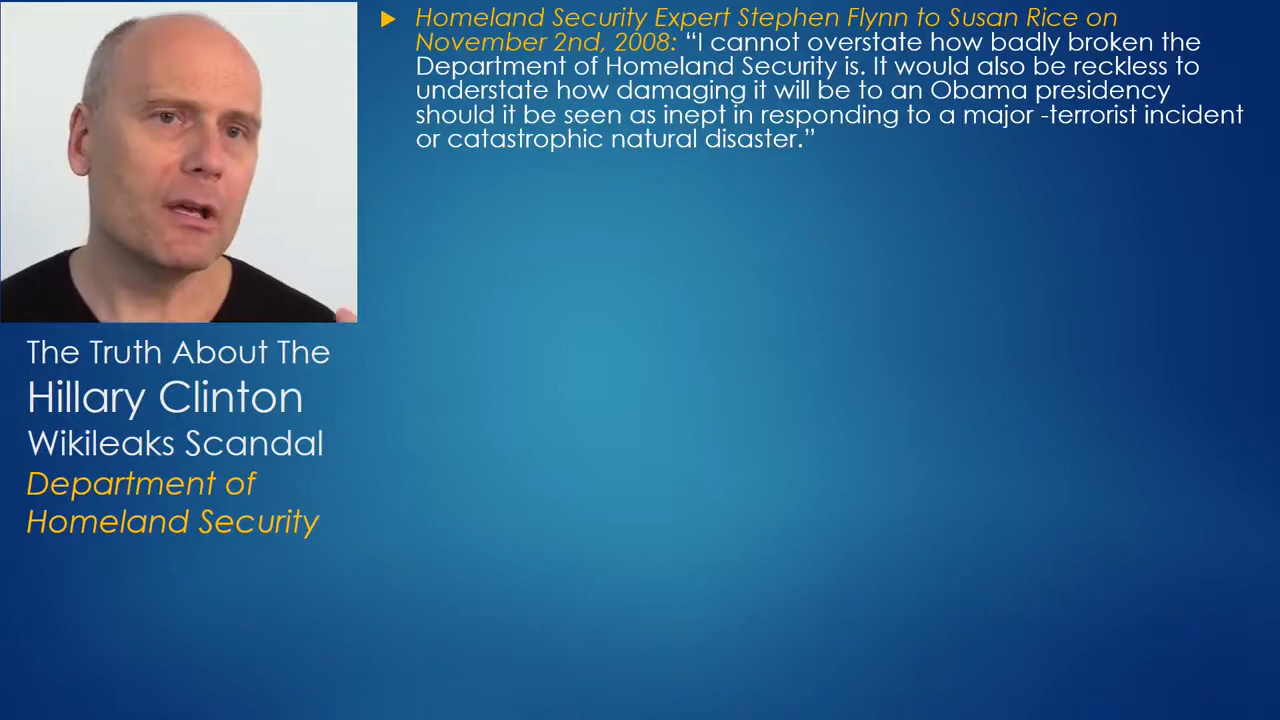 Homeland Security Expert Stephen Flynn to Susan Rice on
November 2nd, 2008: “I cannot overstate how badly broken the
Department of Homeland Security is. It would also be reckless to
understate how damaging it will be to an Obama presidency
should it be seen as inept in responding to a major -terrorist incident
or catastrophic natural disaster.”
The Truth About The
Hillary Clinton
Wikileaks Scandal
Department of
Homeland Security